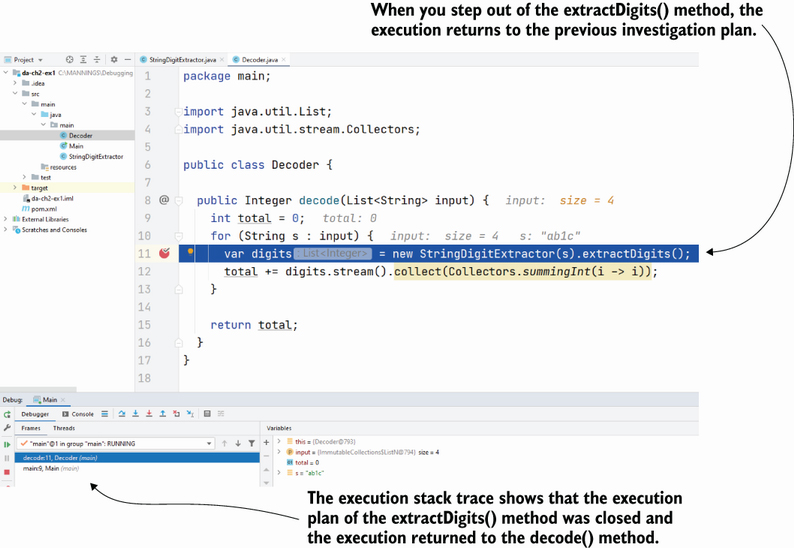 When you step out of the extractDigits() method, the
execution returns to the previous investigation plan.
Project
StringDigitExtractor.java
Decoder.java
da-ch2-ex1 C:\MANNINGS\Debugging
.idea
src
main
java
main
Decoder
Main
StringDigitExtractor
resources
test
target
da-ch2-ex1.iml
pom.xml
External Libraries
Scratches and Consoles
1 package main;
2
3 import java.util.List;
4 import java.util.stream.Collectors;
5
6 public class Decoder {
7
8 @ public Integer decode(List<String> input) { input: size = 4
9 int total = 0; total: 0
10 for (String s : input) { input: size = 4 s: "ab1c"
11 var digits List<Integer> = new StringDigitExtractor(s).extractDigits();
12 total += digits.stream().collect(Collectors.summingInt(i -> i));
13 }
14
15 return total;
16 }
17 }
18
Debug: Main
Debugger Console
Frames Threads
Variables
"main"@1 in group "main": RUNNING
decode:11, Decoder (main)
main:9, Main (main)
this = {Decoder@793}
input = {ImmutableCollections$ListN@794} size = 4
total = 0
s = "ab1c"
The execution stack trace shows that the execution
plan of the extractDigits() method was closed and
the execution returned to the decode() method.